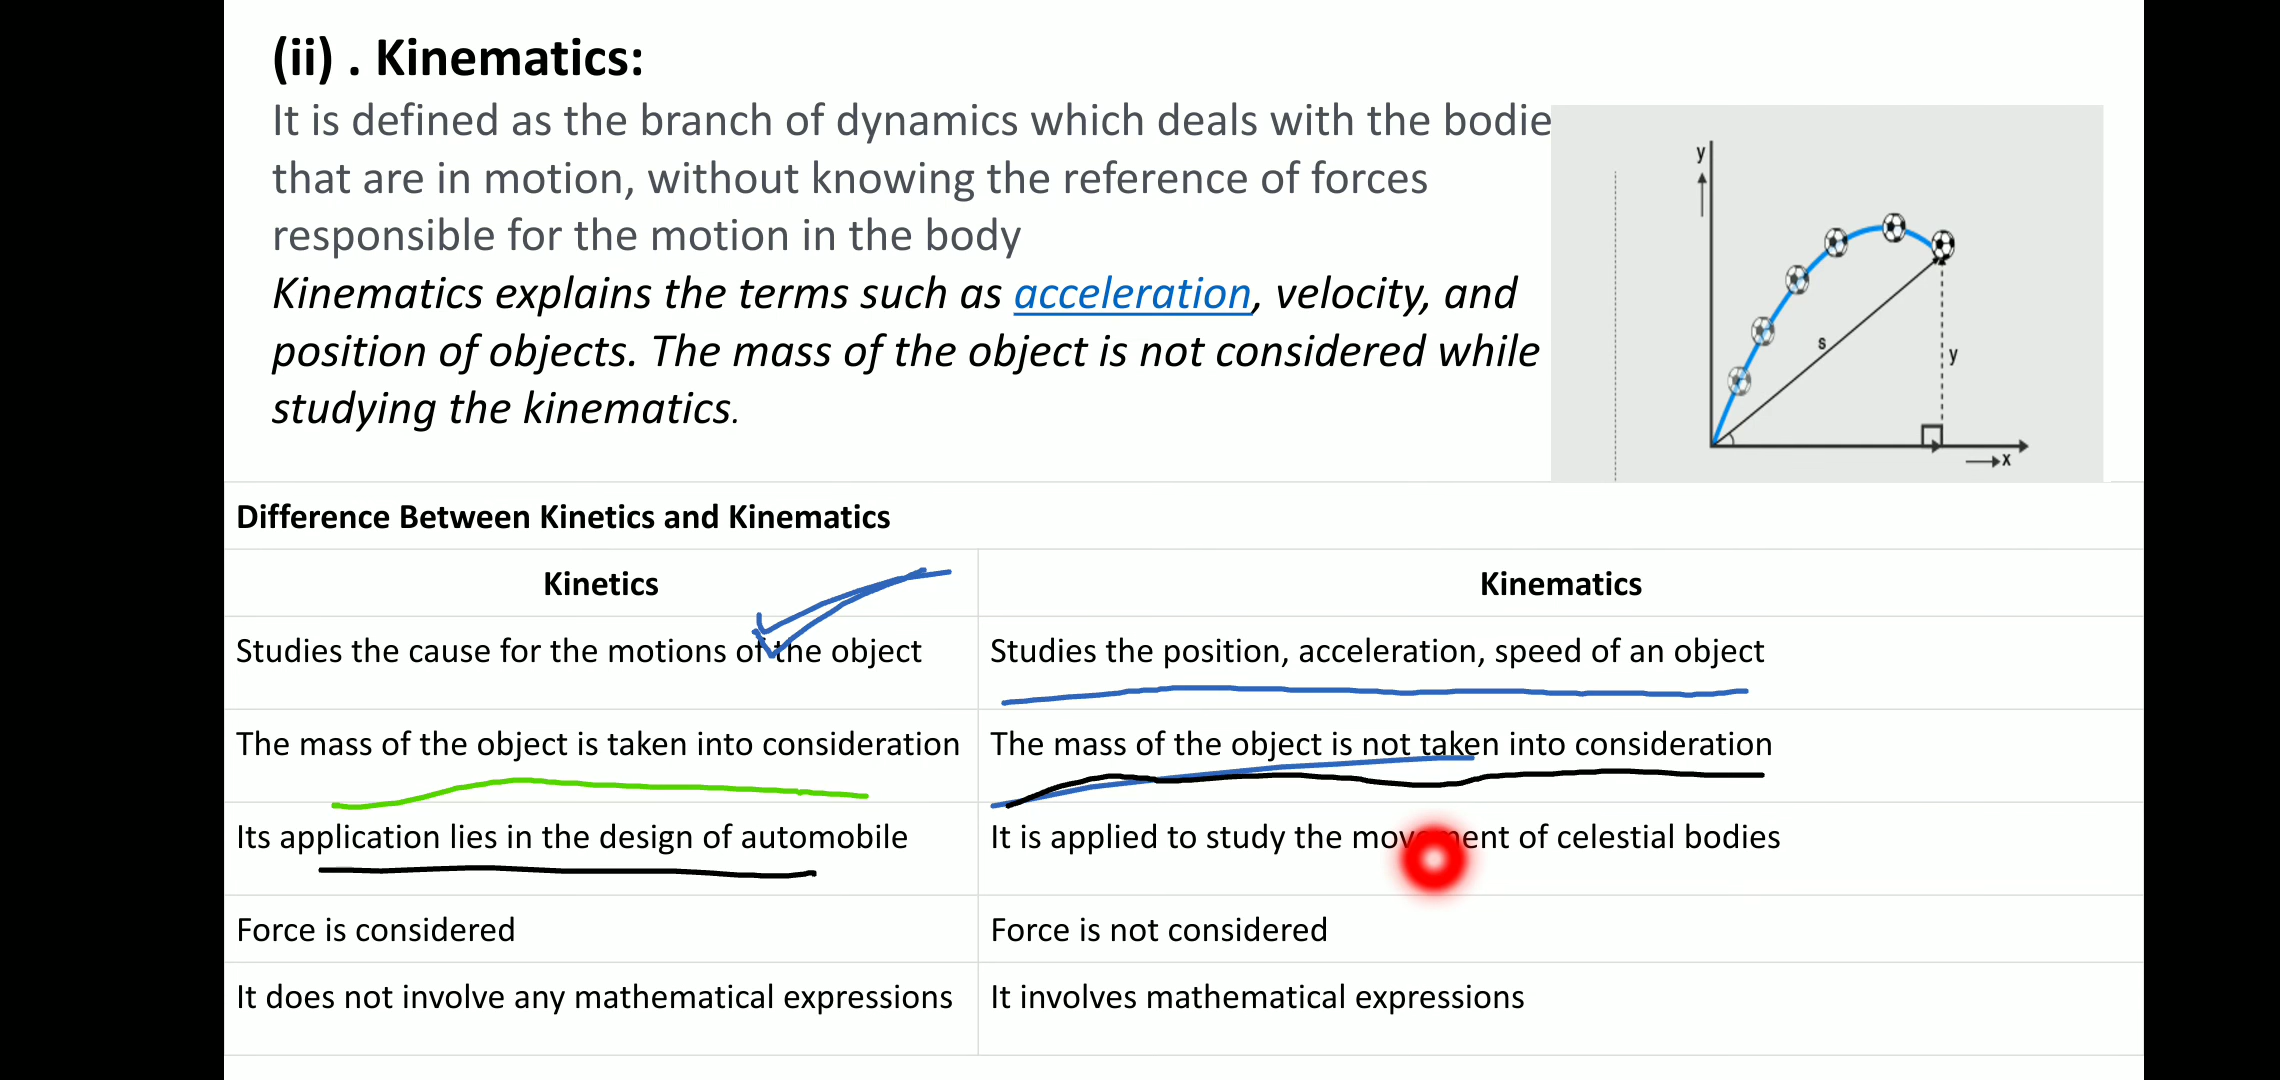 (ii) . Kinematics:
It is defined as the branch of dynamics which deals with the bodie
that are in motion, without knowing the reference of forces
responsible for the motion in the body
Kinematics explains the terms such as acceleration, velocity, and
position of objects. The mass of the object is not considered while
studying the kinematics.
y
s
y
x
Difference Between Kinetics and Kinematics
Kinetics
Kinematics
Studies the cause for the motions of the object
Studies the position, acceleration, speed of an object
The mass of the object is taken into consideration
The mass of the object is not taken into consideration
Its application lies in the design of automobile
It is applied to study the movement of celestial bodies
Force is considered
Force is not considered
It does not involve any mathematical expressions
It involves mathematical expressions